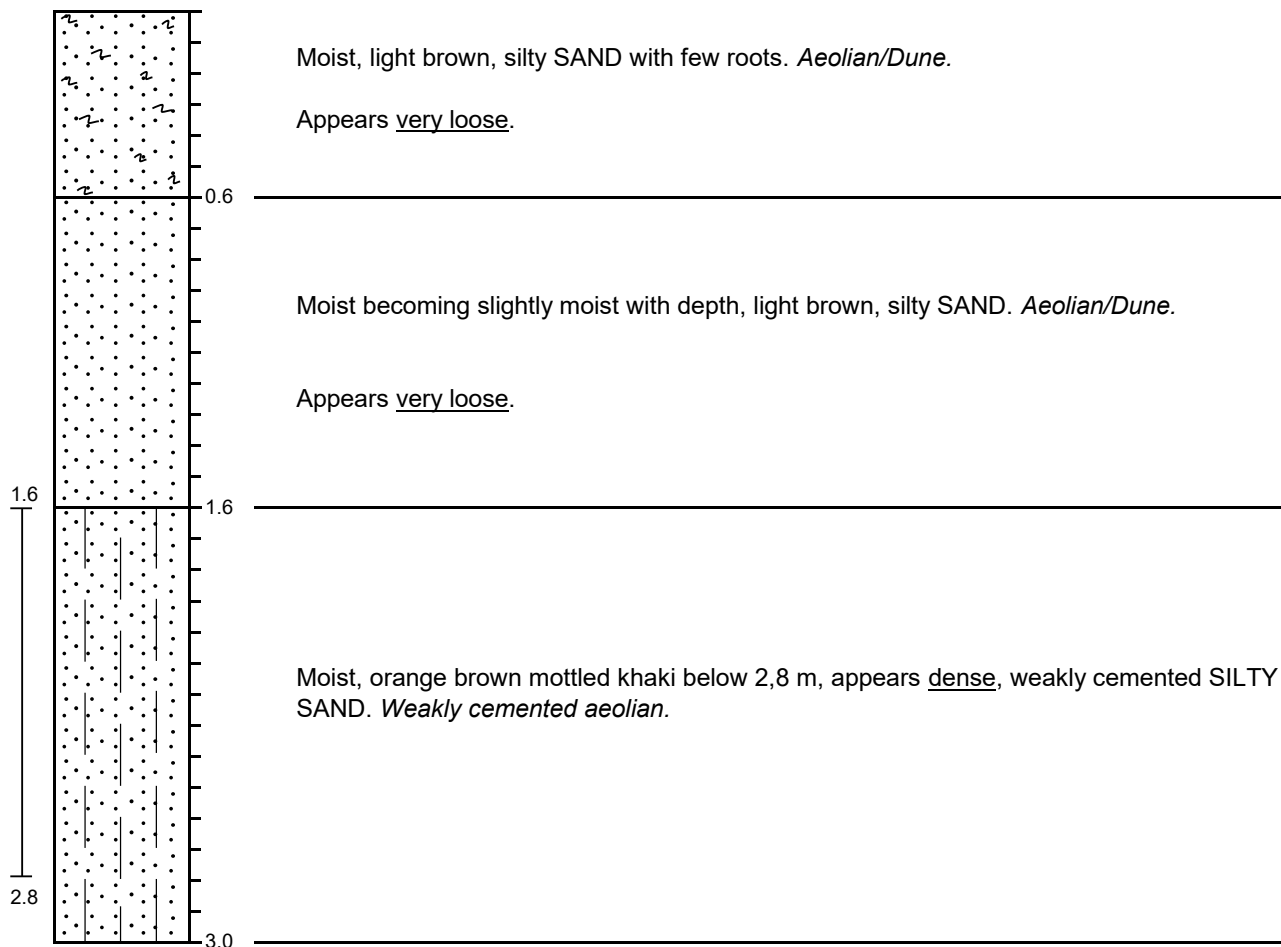 Moist, light brown, silty SAND with few roots. Aeolian/Dune.
Appears very loose.
0.6
Moist becoming slightly moist with depth, light brown, silty SAND. Aeolian/Dune.
Appears very loose.
1.6
1.6
Moist, orange brown mottled khaki below 2,8 m, appears dense, weakly cemented SILTY
SAND. Weakly cemented aeolian.
2.8
3.0